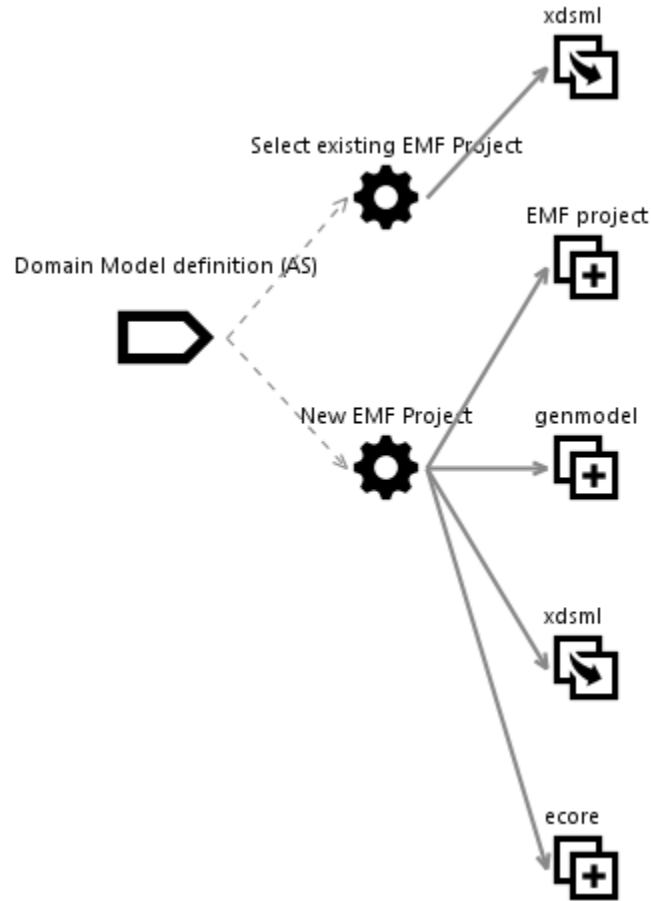 xdsml
Select existing EMF Project
EMF project
Domain Model definition (AS)
New EMF Project
genmodel
xdsml
ecore